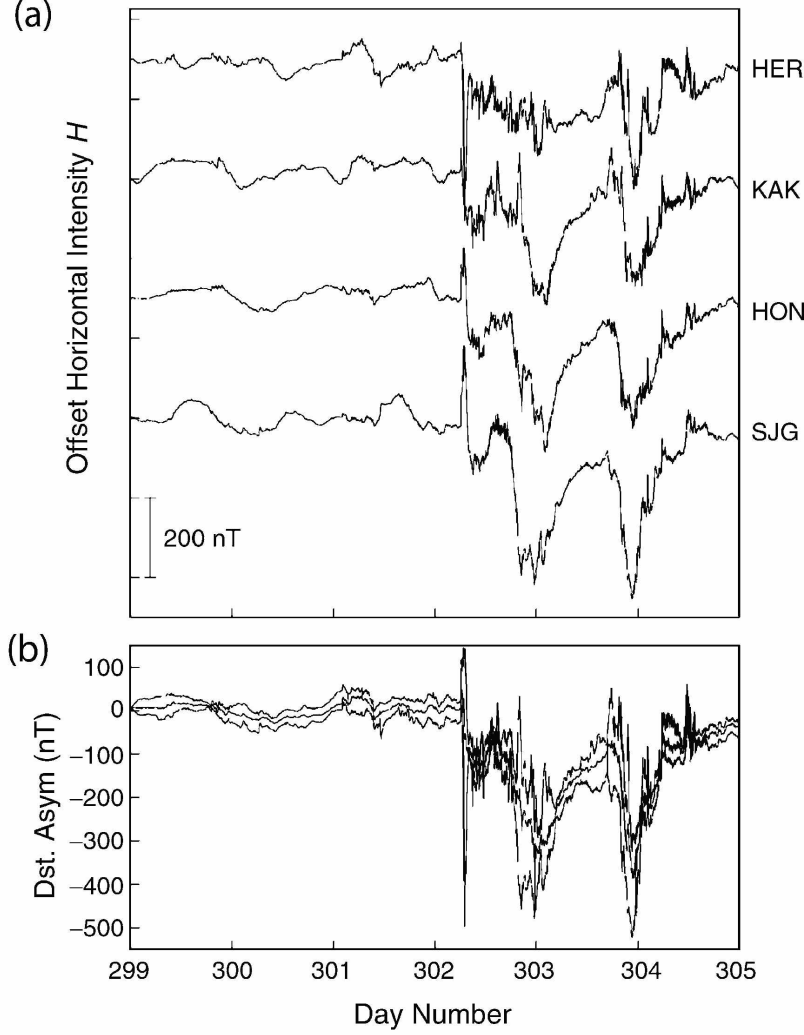 (a)
Offset Horizontal Intensity H
HER
KAK
HON
SJG
200 nT
(b)
Dst. Asym (nT)
100
0
−100
−200
−300
−400
−500
299 300 301 302 303 304 305
Day Number